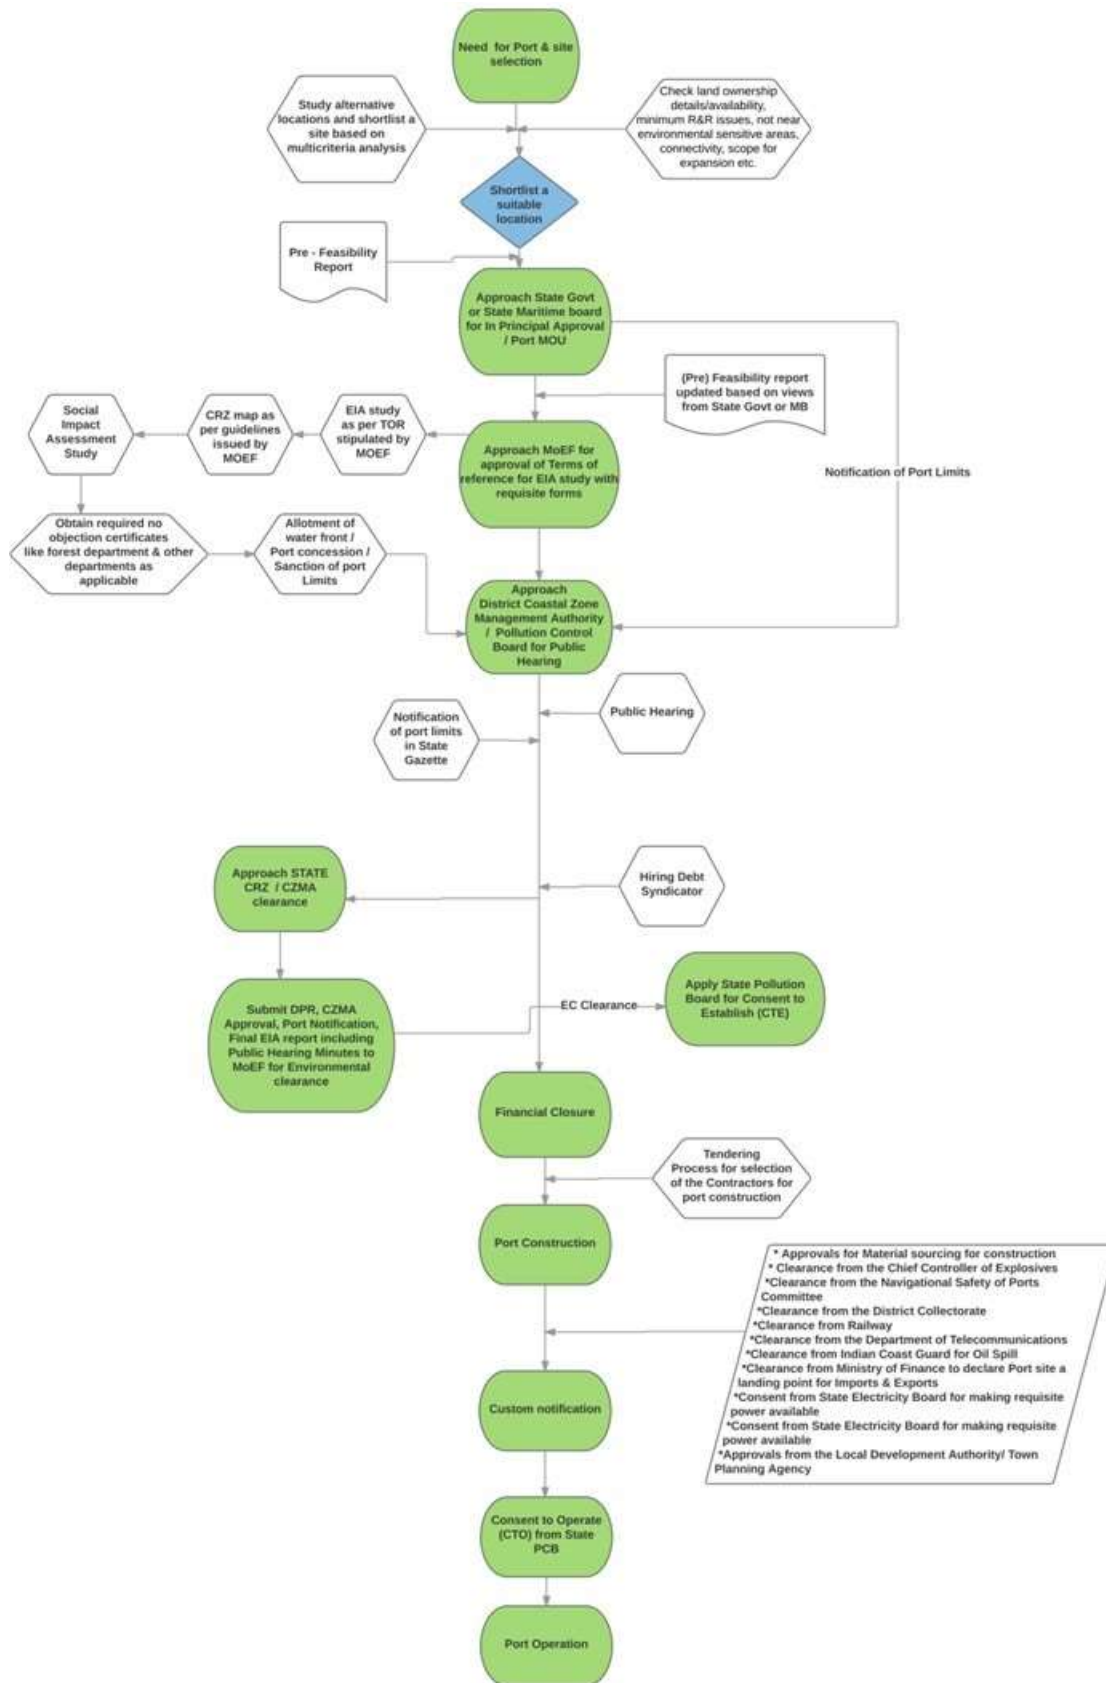 Need for Port & site
selection
Study alternative
locations and shortlist a
site based on
multicriteria analysis
Check land ownership
details/availability,
minimum R&R issues, not near
environmental sensitive areas,
connectivity, scope for
expansion etc.
Shortlist a
suitable
location
Pre - Feasibility
Report
Approach State Govt
or State Maritime board
for In Principal Approval
/ Port MOU
(Pre) Feasibility report
updated based on views
from State Govt or MB
Social
Impact
Assessment
Study
CRZ map as
per guidelines
issued by
MOEF
EIA study
as per TOR
stipulated by
MOEF
Approach MoEF for
approval of Terms of
reference for EIA study with
requisite forms
Notification of Port Limits
Obtain required no
objection certificates
like forest department & other
departments as
applicable
Allotment of
water front /
Port concession /
Sanction of port
Limits
Approach
District Coastal Zone
Management Authority
/ Pollution Control
Board for Public
Hearing
Public Hearing
Notification
of port limits
in State
Gazette
Approach STATE
CRZ / CZMA
clearance
Hiring Debt
Syndicator
Submit DPR, CZMA
Approval, Port Notification,
Final EIA report including
Public Hearing Minutes to
MoEF for Environmental
clearance
EC Clearance
Apply State Pollution
Board for Consent to
Establish (CTE)
Financial Closure
Tendering
Process for selection
of the Contractors for
port construction
Port Construction
* Approvals for Material sourcing for construction
* Clearance from the Chief Controller of Explosives
*Clearance from the Navigational Safety of Ports
Committee
*Clearance from the District Collectorate
*Clearance from Railway
*Clearance from the Department of Telecommunications
*Clearance from Indian Coast Guard for Oil Spill
*Clearance from Ministry of Finance to declare Port site a
landing point for Imports & Exports
*Consent from State Electricity Board for making requisite
power available
*Consent from State Electricity Board for making requisite
power available
*Approvals from the Local Development Authority/ Town
Planning Agency
Custom notification
Consent to Operate
(CTO) from State
PCB
Port Operation